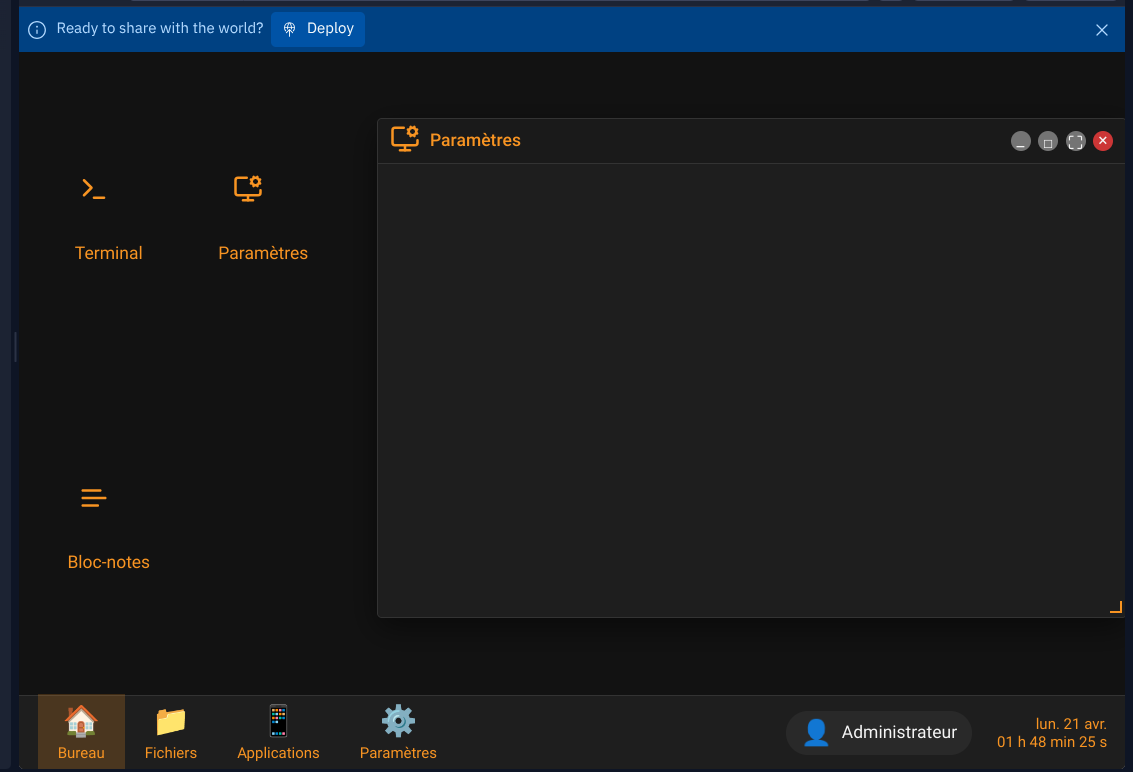 Ready to share with the world? Deploy
Paramètres
Terminal
Paramètres
Bloc-notes
Bureau
Fichiers
Applications
Paramètres
Administrateur
lun. 21 avr.
01 h 48 min 25 s